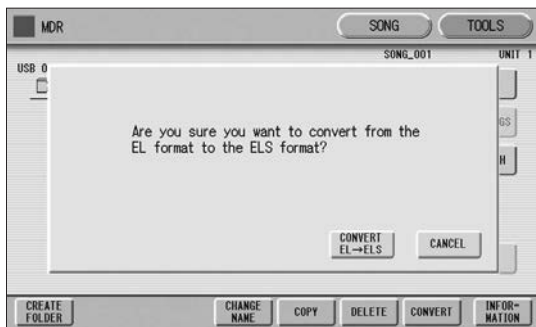 MDR
SONG
TOOLS
SONG_001
UNIT 1
USB 0
GS
H
Are you sure you want to convert from the
EL format to the ELS format?
CONVERT
EL→ELS
CANCEL
CREATE
FOLDER
CHANGE
NAME
COPY
DELETE
CONVERT
INFOR-
MATION